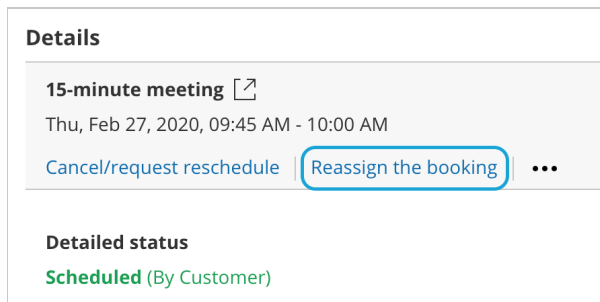 Details
15-minute meeting
Thu, Feb 27, 2020, 09:45 AM - 10:00 AM
Cancel/request reschedule Reassign the booking •••
Detailed status
Scheduled (By Customer)